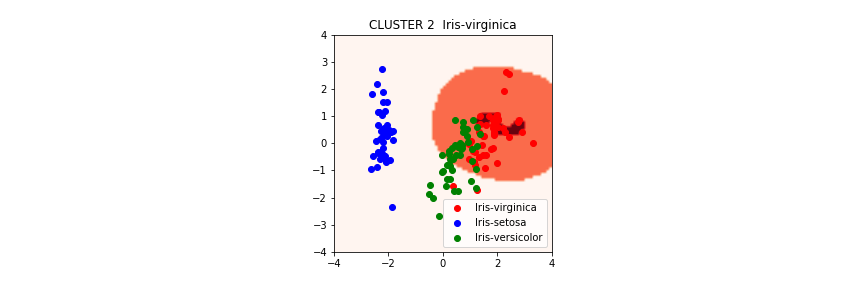 CLUSTER 2  Iris-virginica
4
3
2
1
0
−1
−2
−3
−4
−4 −2 0 2 4
Iris-virginica
Iris-setosa
Iris-versicolor